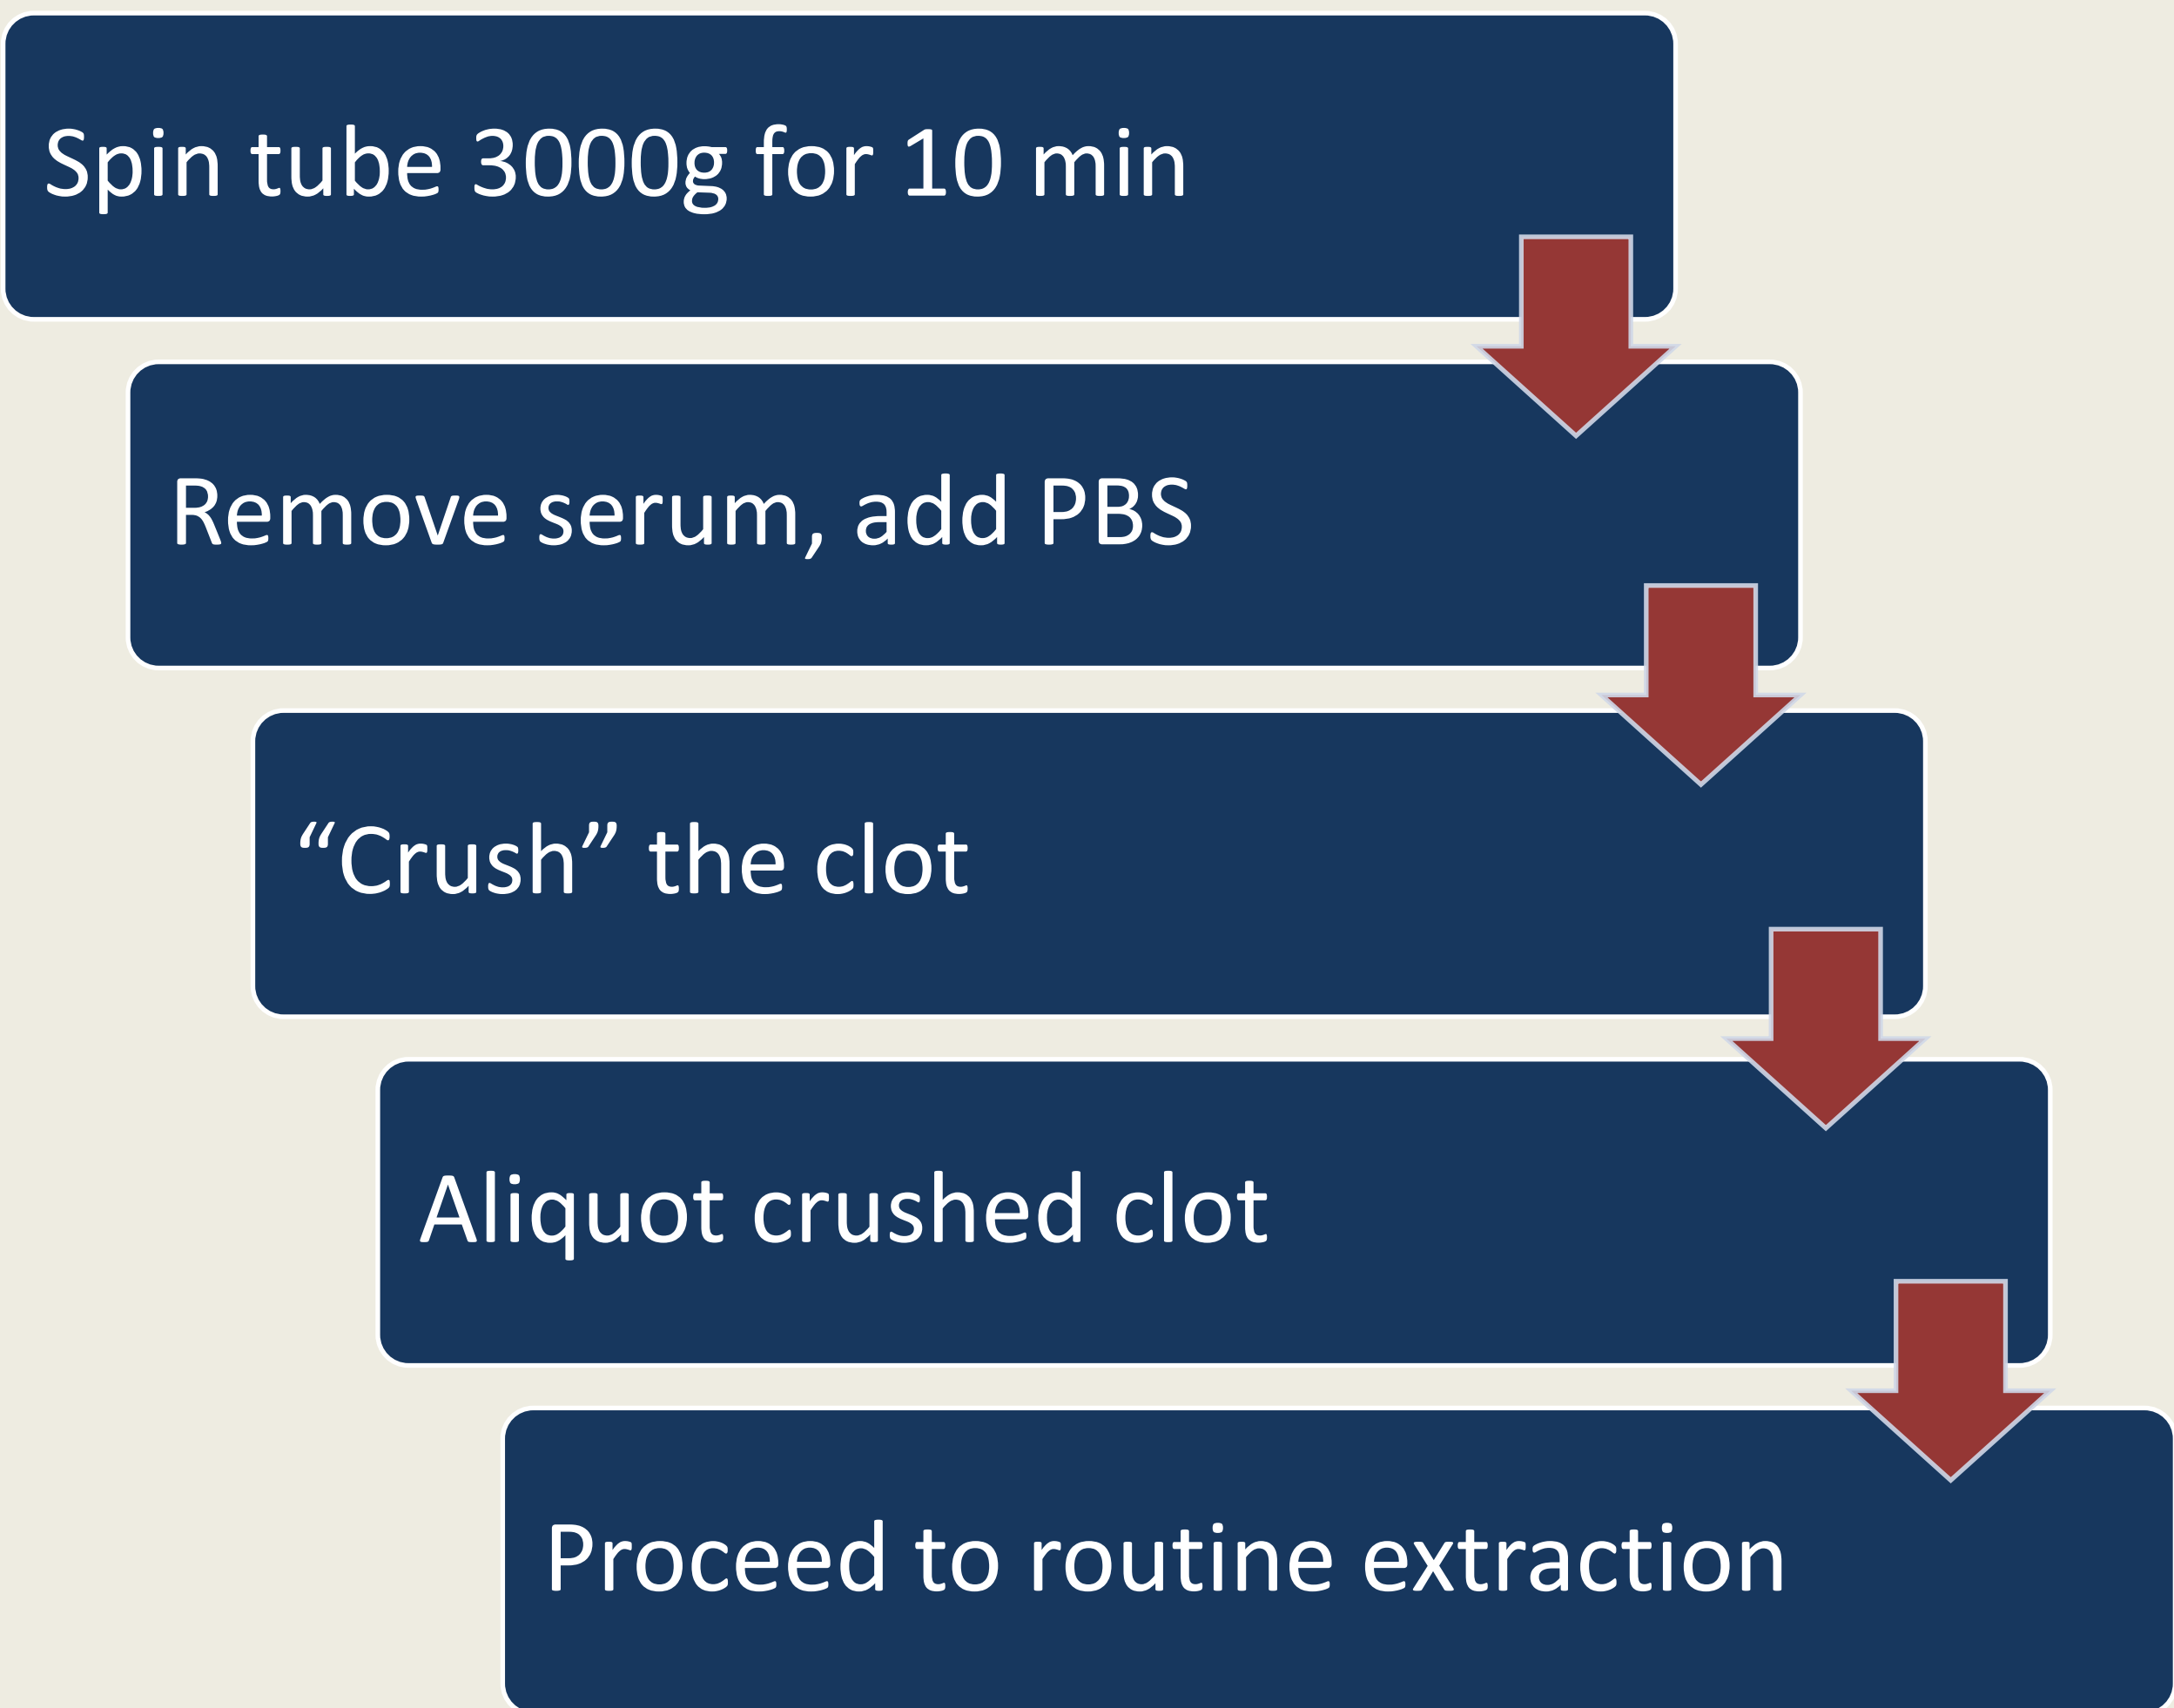 Spin tube 3000g for 10 min
Remove serum, add PBS
“Crush” the clot
Aliquot crushed clot
Proceed to routine extraction